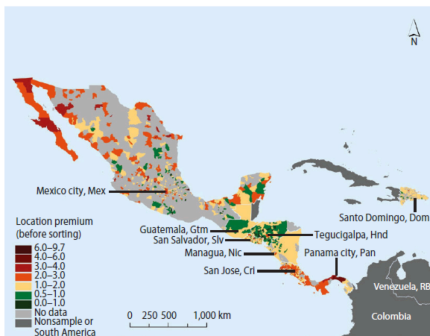 N
Mexico city, Mex
Location premium
(before sorting)
6.0–9.7
4.0–6.0
3.0–4.0
2.0–3.0
1.0–2.0
0.5–1.0
0.0–1.0
No data
Nonsample or
South America
Guatemala, Gtm
San Salvador, Slv
Managua, Nic
San Jose, Cri
0 250 500 1,000 km
Santo Domingo, Dom
Tegucigalpa, Hnd
Panama city, Pan
Venezuela, RB
Colombia